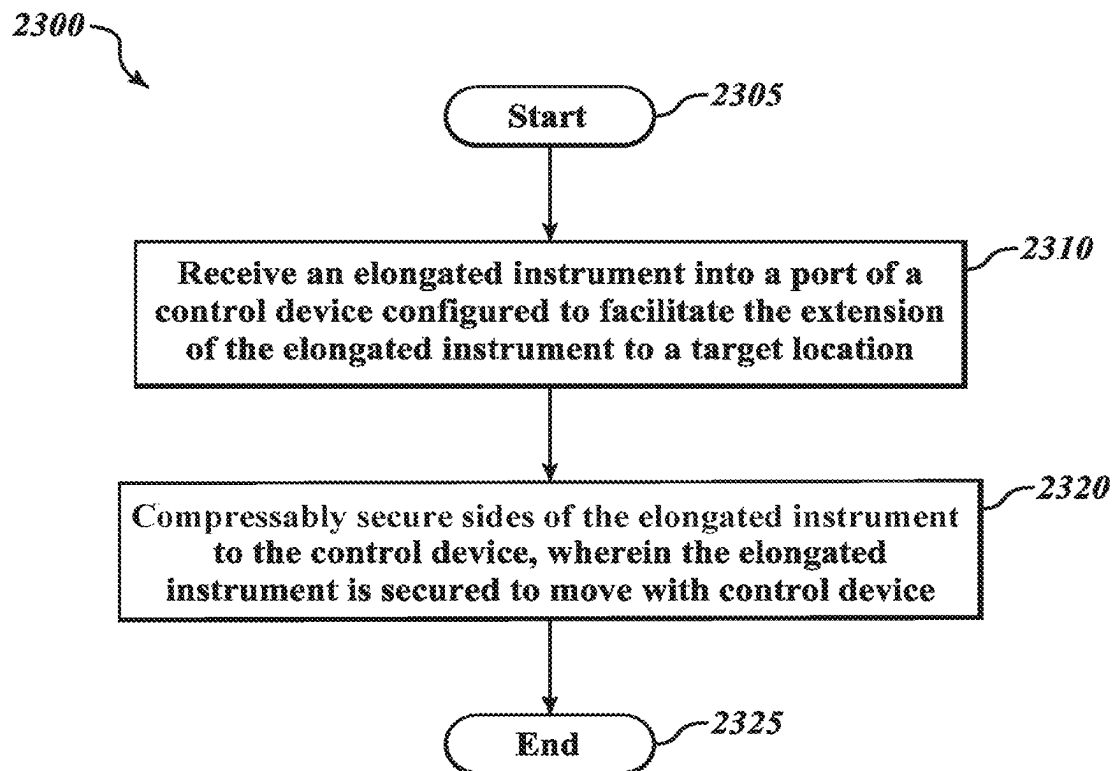 2300
Start
2305
Receive an elongated instrument into a port of a
control device configured to facilitate the extension
of the elongated instrument to a target location
2310
Compressably secure sides of the elongated instrument
to the control device, wherein the elongated
instrument is secured to move with control device
2320
End
2325